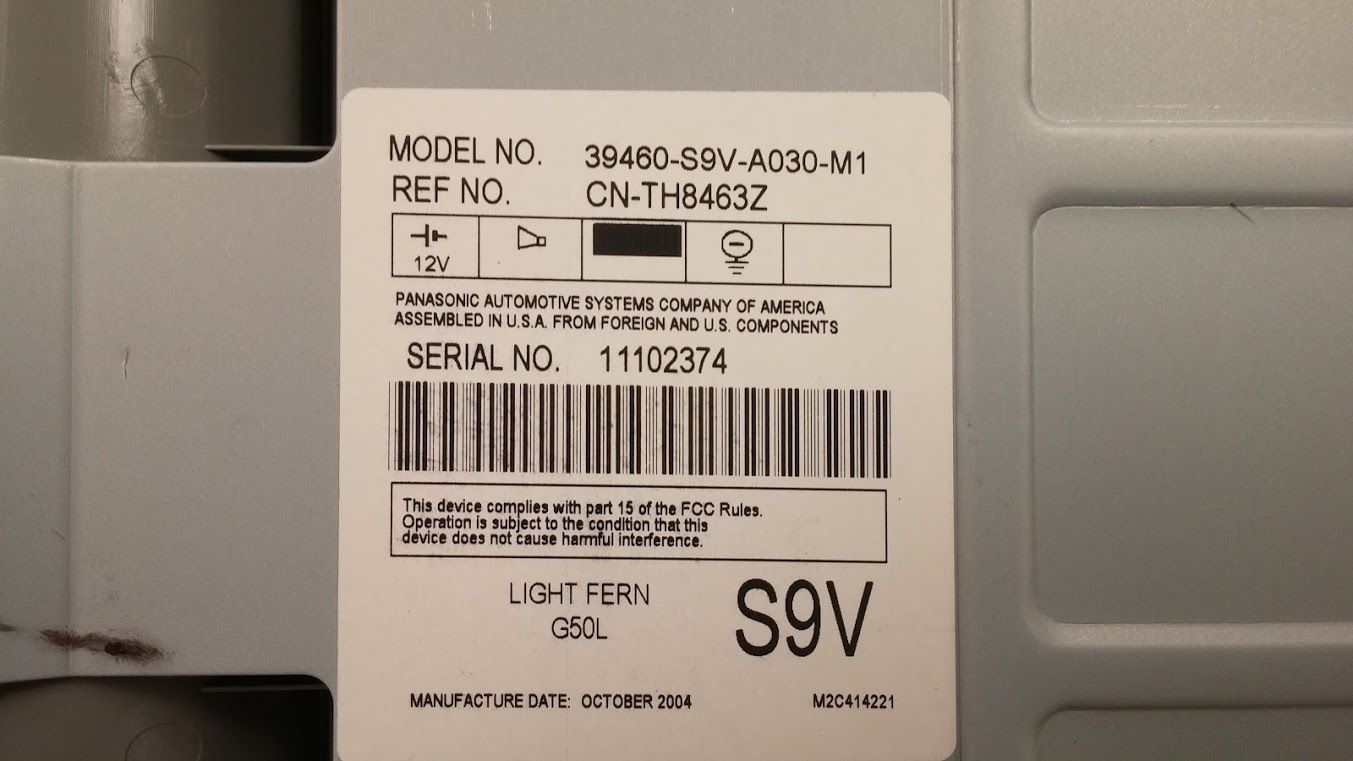 MODEL NO. 39460-S9V-A030-M1
REF NO. CN-TH8463Z
12V
PANASONIC AUTOMOTIVE SYSTEMS COMPANY OF AMERICA
ASSEMBLED IN U.S.A. FROM FOREIGN AND U.S. COMPONENTS
SERIAL NO. 11102374
This device complies with part 15 of the FCC Rules.
Operation is subject to the condition that this
device does not cause harmful interference.
LIGHT FERN
G50L
S9V
MANUFACTURE DATE: OCTOBER 2004 M2C414221